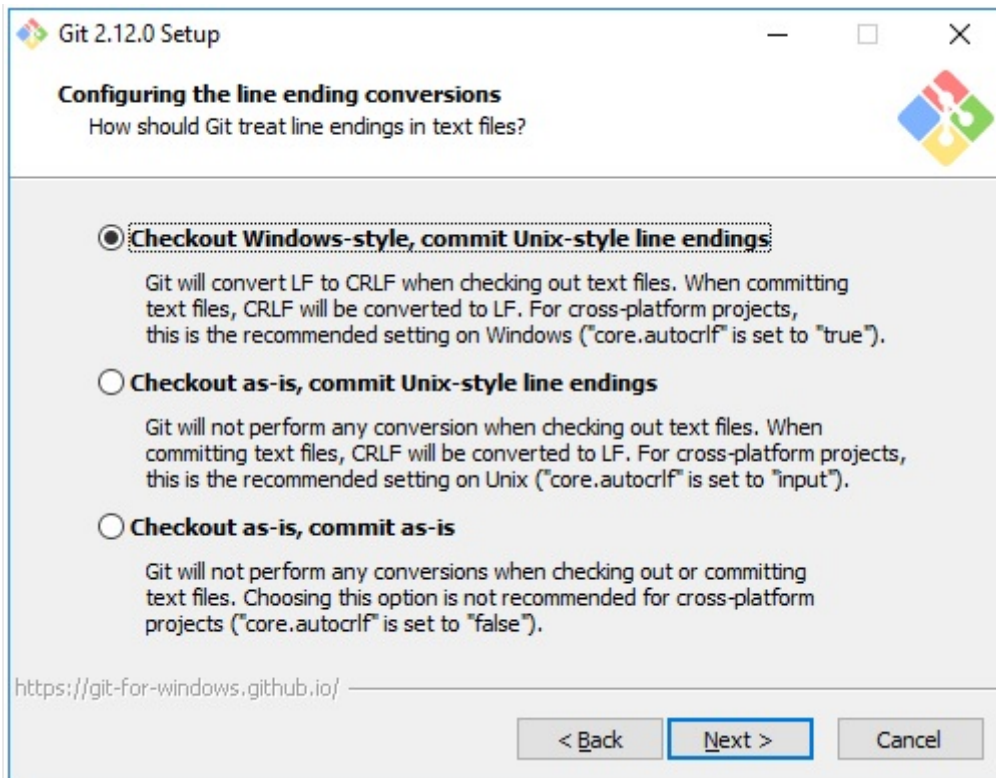 Git 2.12.0 Setup
Configuring the line ending conversions
How should Git treat line endings in text files?
Checkout Windows-style, commit Unix-style line endings
Git will convert LF to CRLF when checking out text files. When committing
text files, CRLF will be converted to LF. For cross-platform projects,
this is the recommended setting on Windows ("core.autocrlf" is set to "true").
Checkout as-is, commit Unix-style line endings
Git will not perform any conversion when checking out text files. When
committing text files, CRLF will be converted to LF. For cross-platform projects,
this is the recommended setting on Unix ("core.autocrlf" is set to "input").
Checkout as-is, commit as-is
Git will not perform any conversions when checking out or committing
text files. Choosing this option is not recommended for cross-platform
projects ("core.autocrlf" is set to "false").
https://git-for-windows.github.io/
< Back Next > Cancel